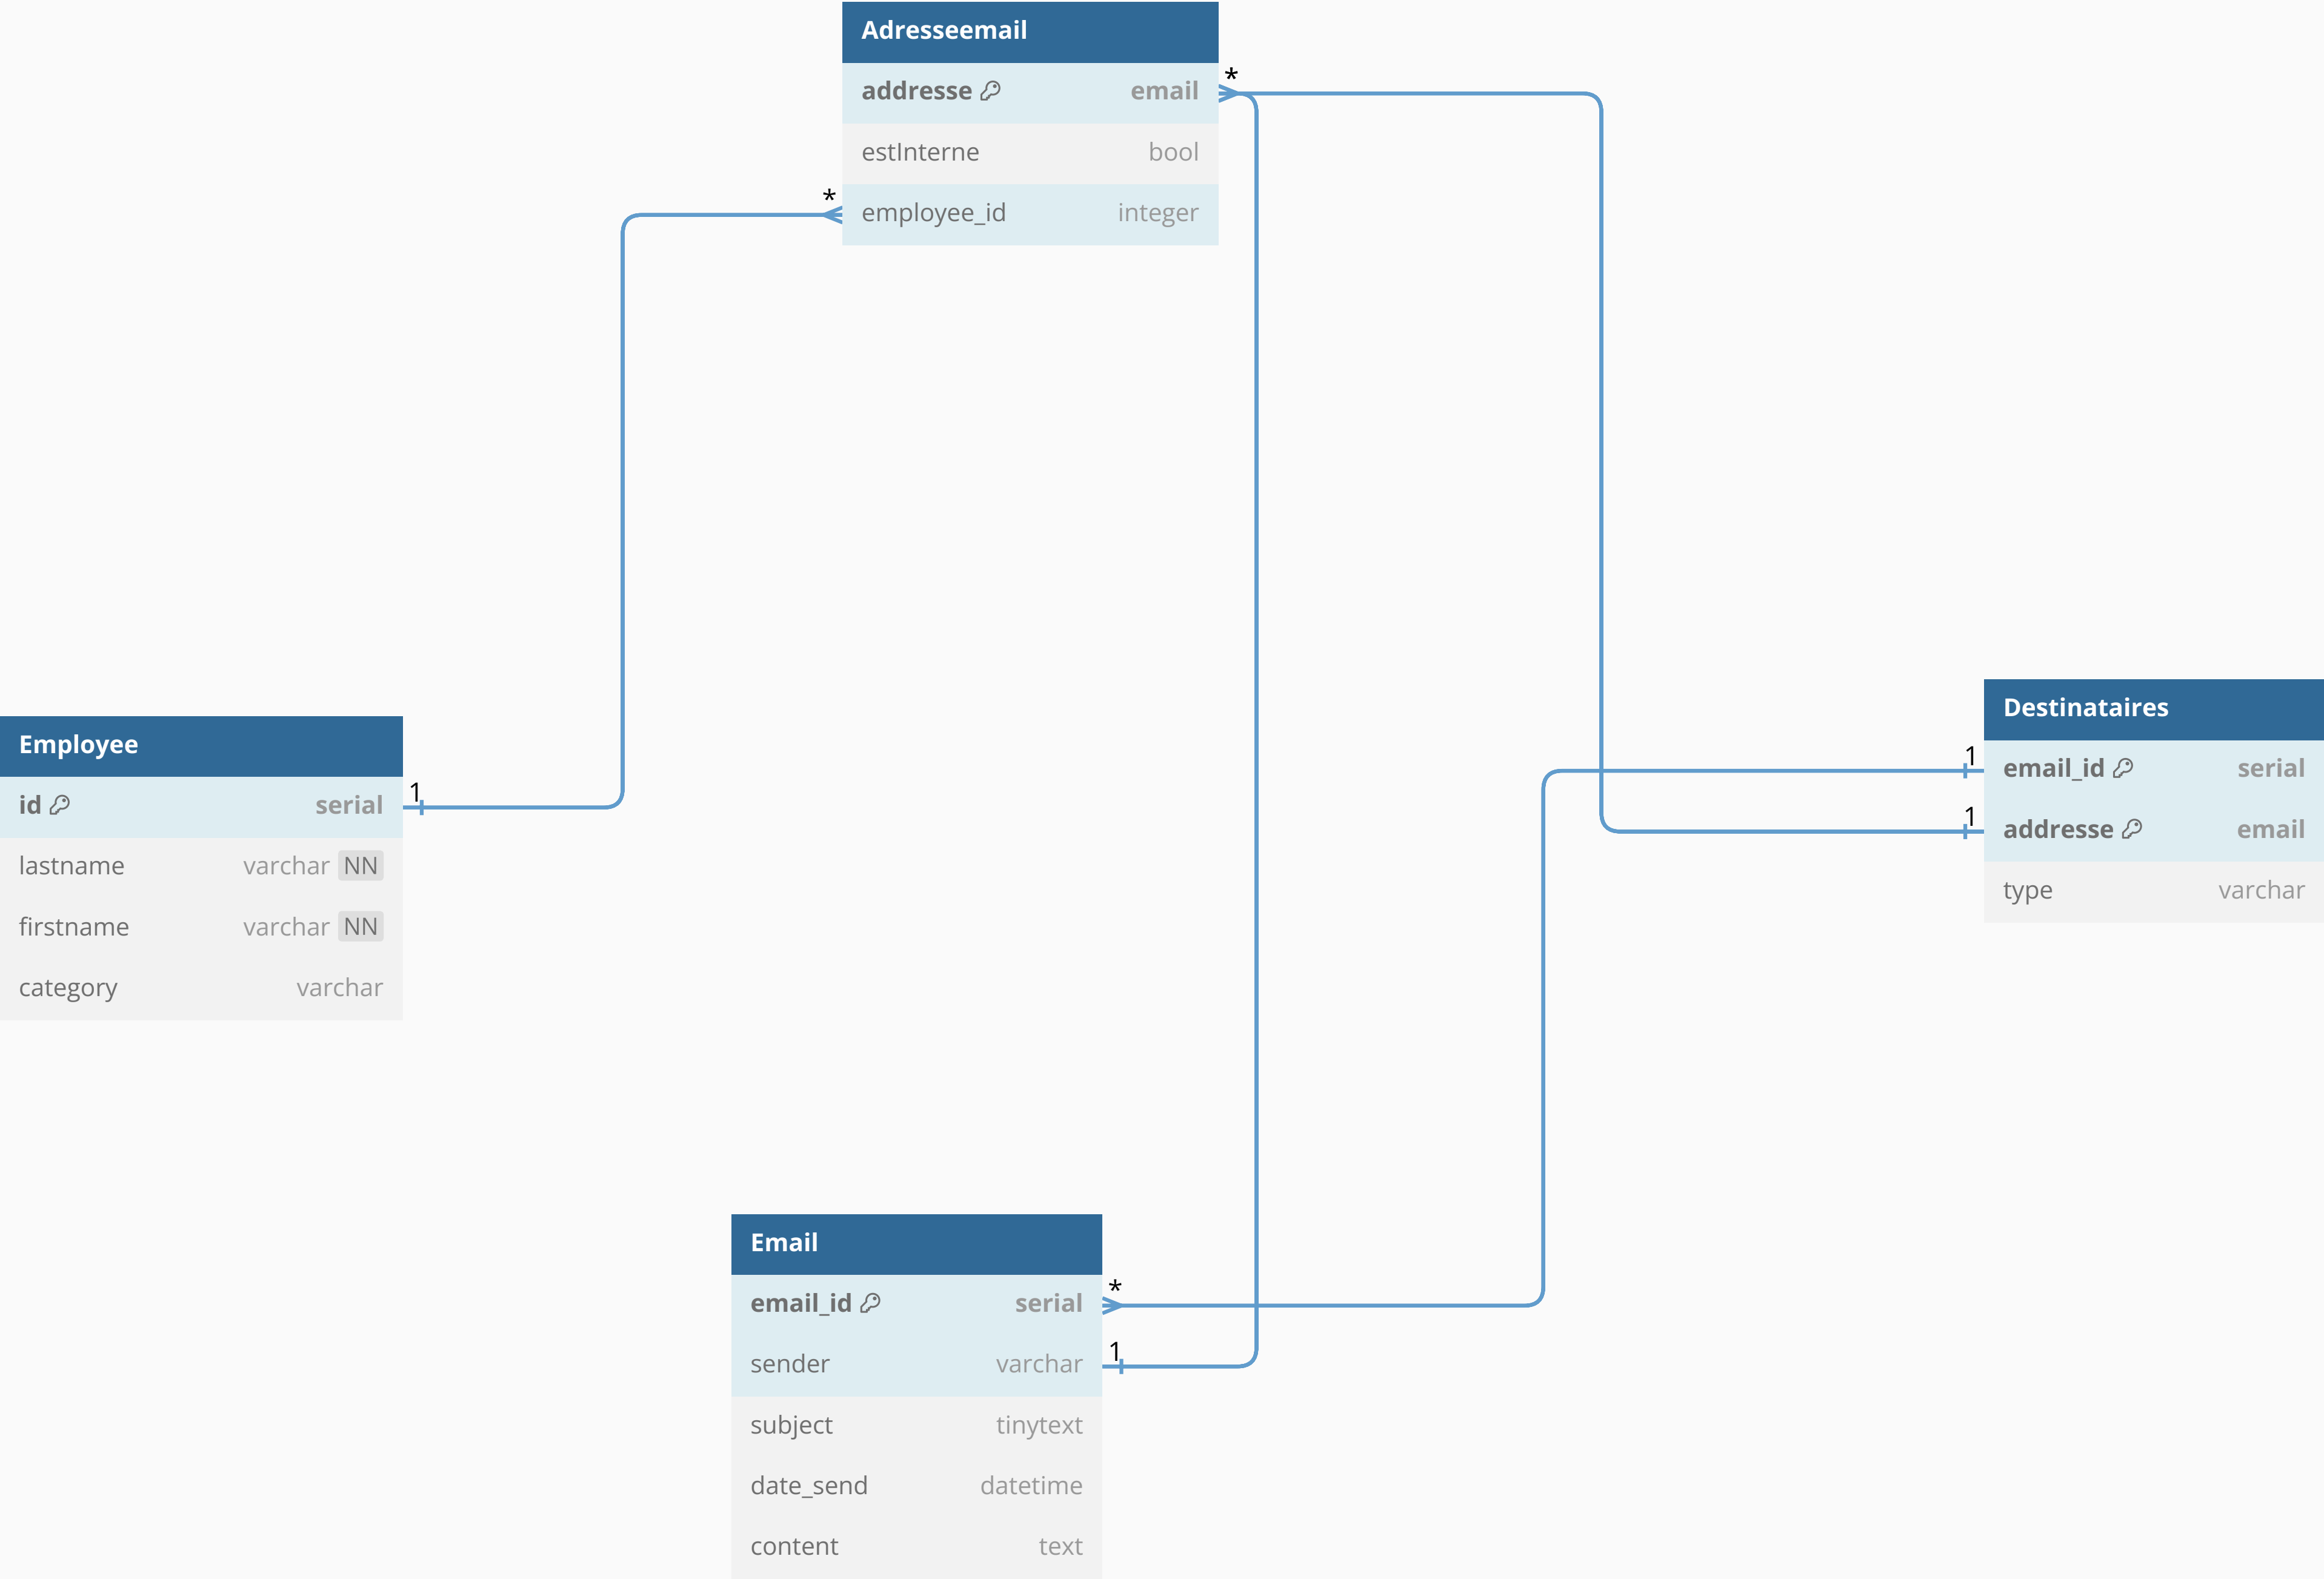 Adresseemail
addresse email
estInterne bool
employee_id integer
*
*
Employee
id serial
lastname varchar NN
firstname varchar NN
category varchar
1
Destinataires
email_id serial
addresse email
type varchar
1
1
Email
email_id serial
sender varchar
subject tinytext
date_send datetime
content text
*
1